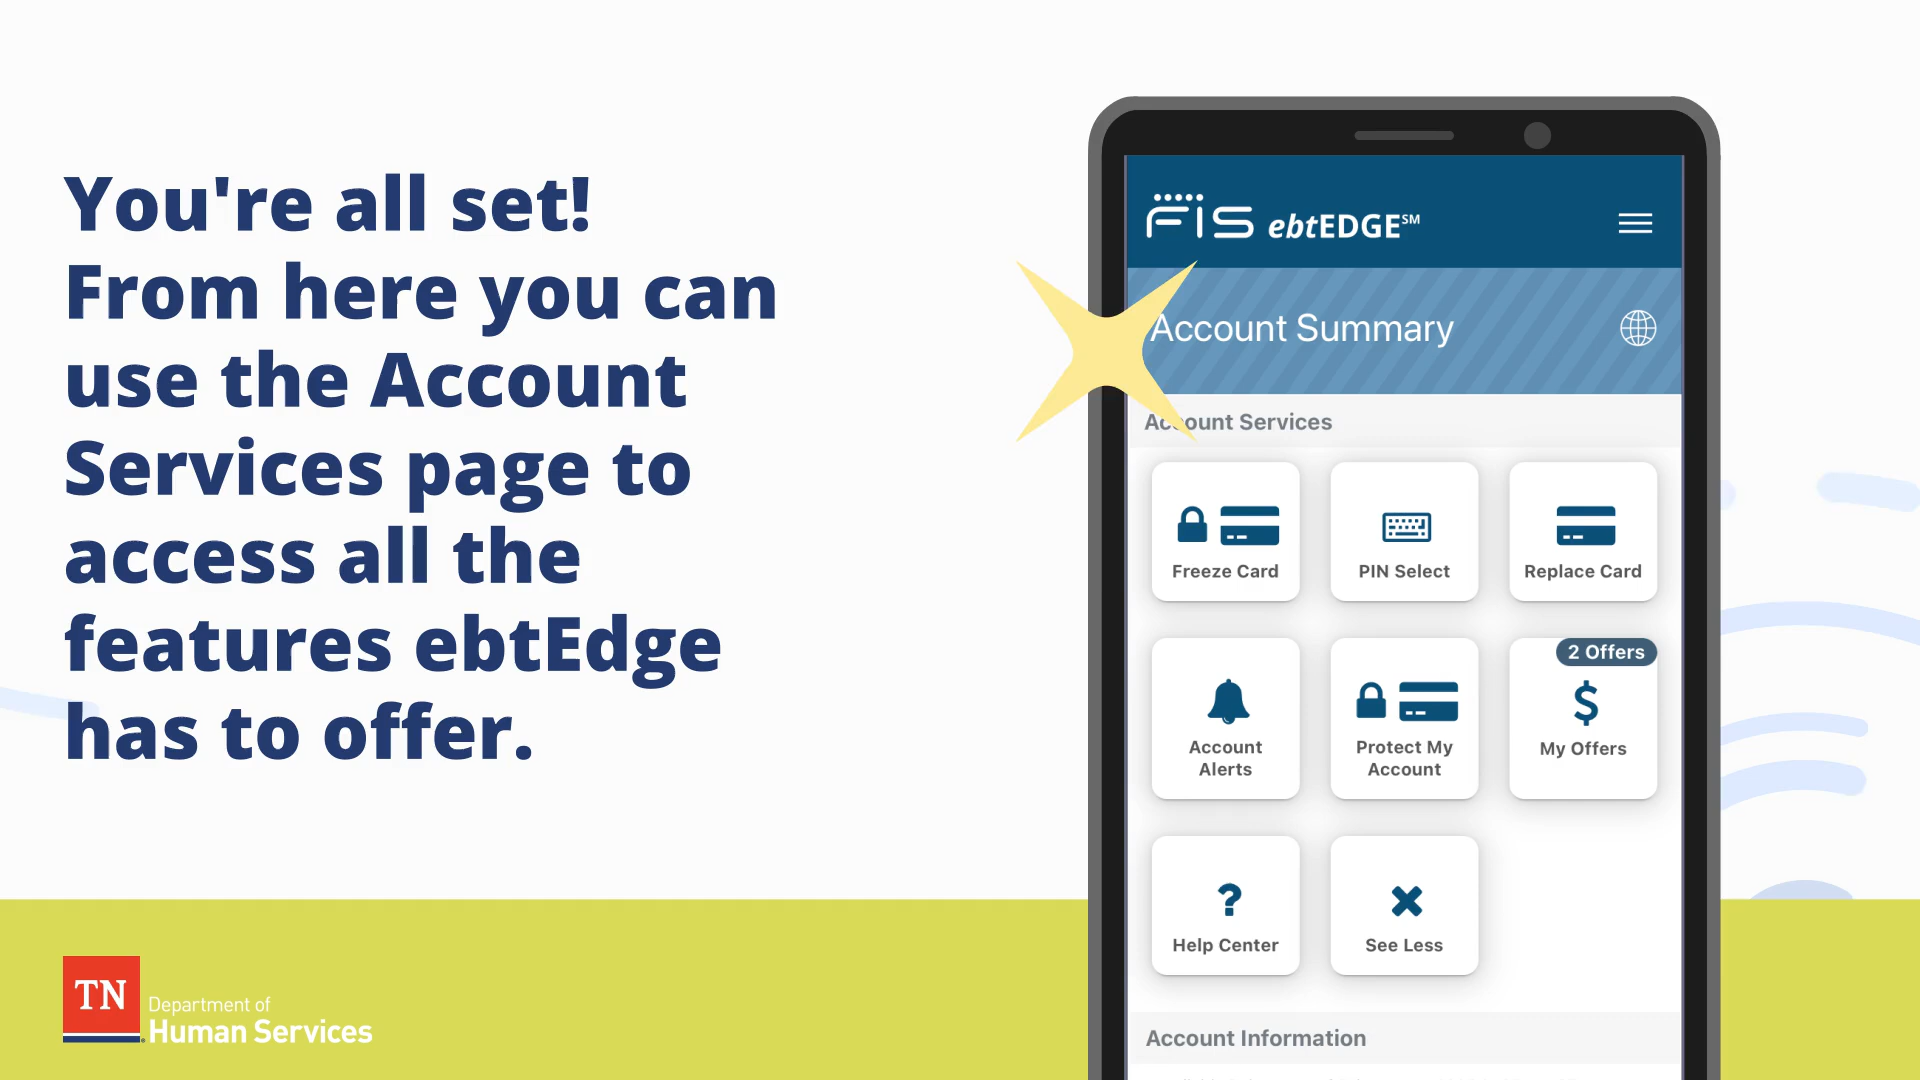 You're all set!
From here you can
use the Account
Services page to
access all the
features ebtEdge
has to offer.
TN
Department of
Human Services
FIS ebtEDGE℠
Account Summary
Account Services
Freeze Card
PIN Select
Replace Card
Account
Alerts
Protect My
Account
2 Offers
$
My Offers
?
Help Center
See Less
Account Information